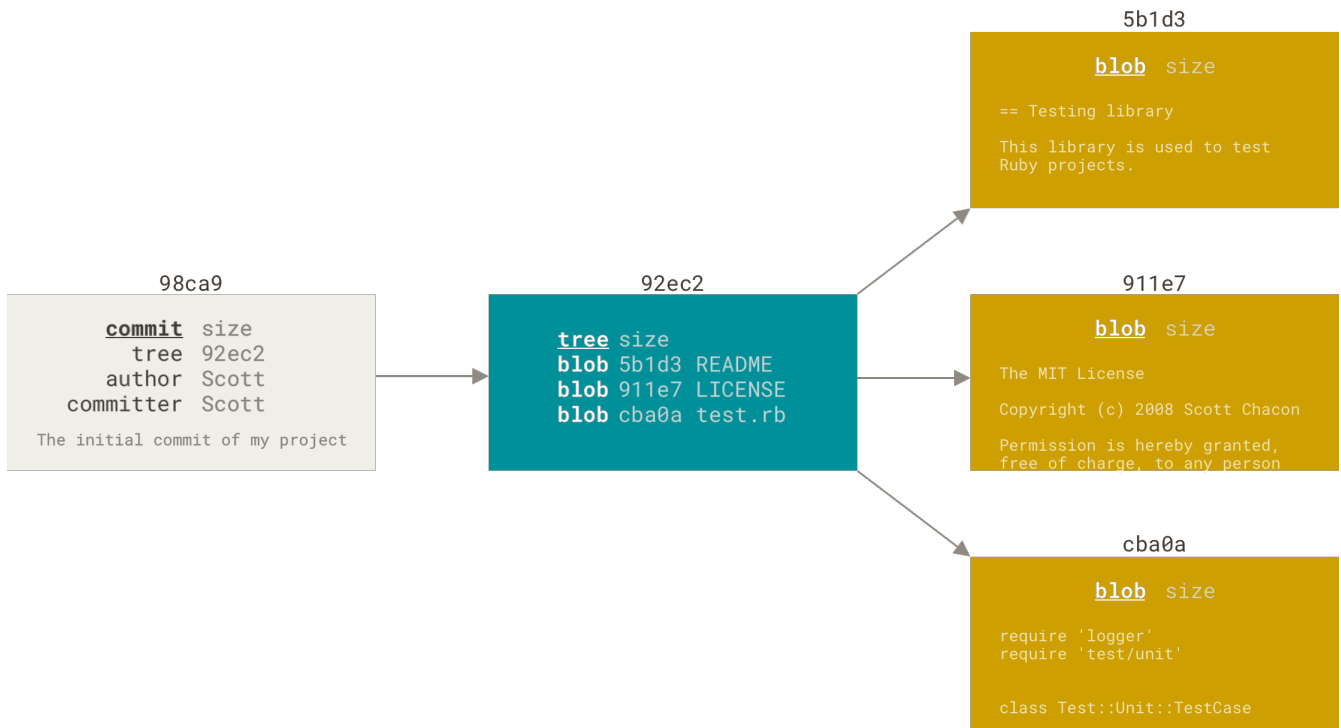 98ca9
commit size
tree 92ec2
author Scott
committer Scott
The initial commit of my project
92ec2
tree size
blob 5b1d3 README
blob 911e7 LICENSE
blob cba0a test.rb
5b1d3
blob size
== Testing library
This library is used to test
Ruby projects.
911e7
blob size
The MIT License
Copyright (c) 2008 Scott Chacon
Permission is hereby granted,
free of charge, to any person
cba0a
blob size
require 'logger'
require 'test/unit'
class Test::Unit::TestCase